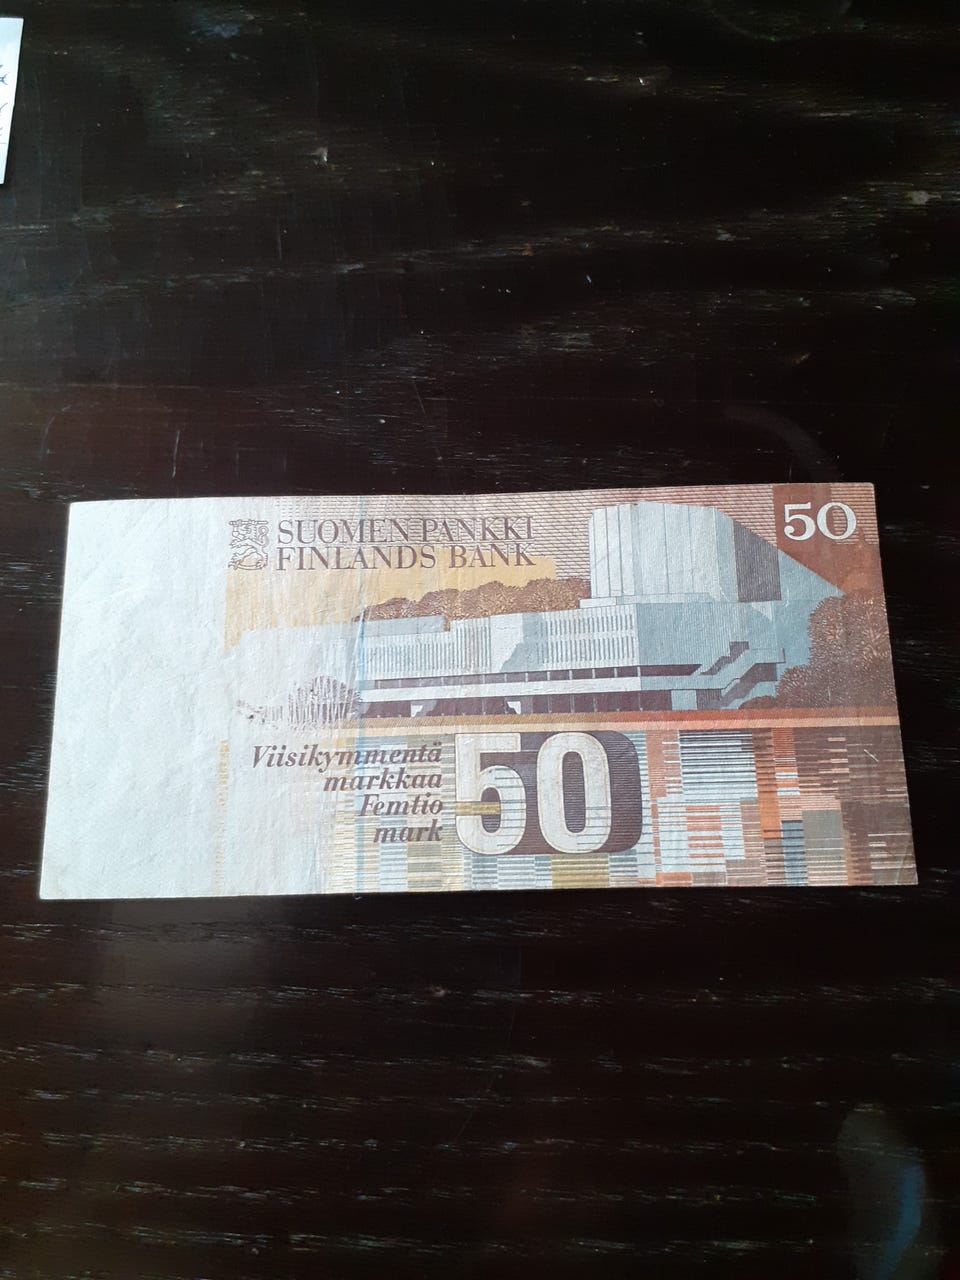 SUOMEN PANKKI
FINLANDS BANK
50
Viisikymmentä
markkaa
Femtio
mark
50